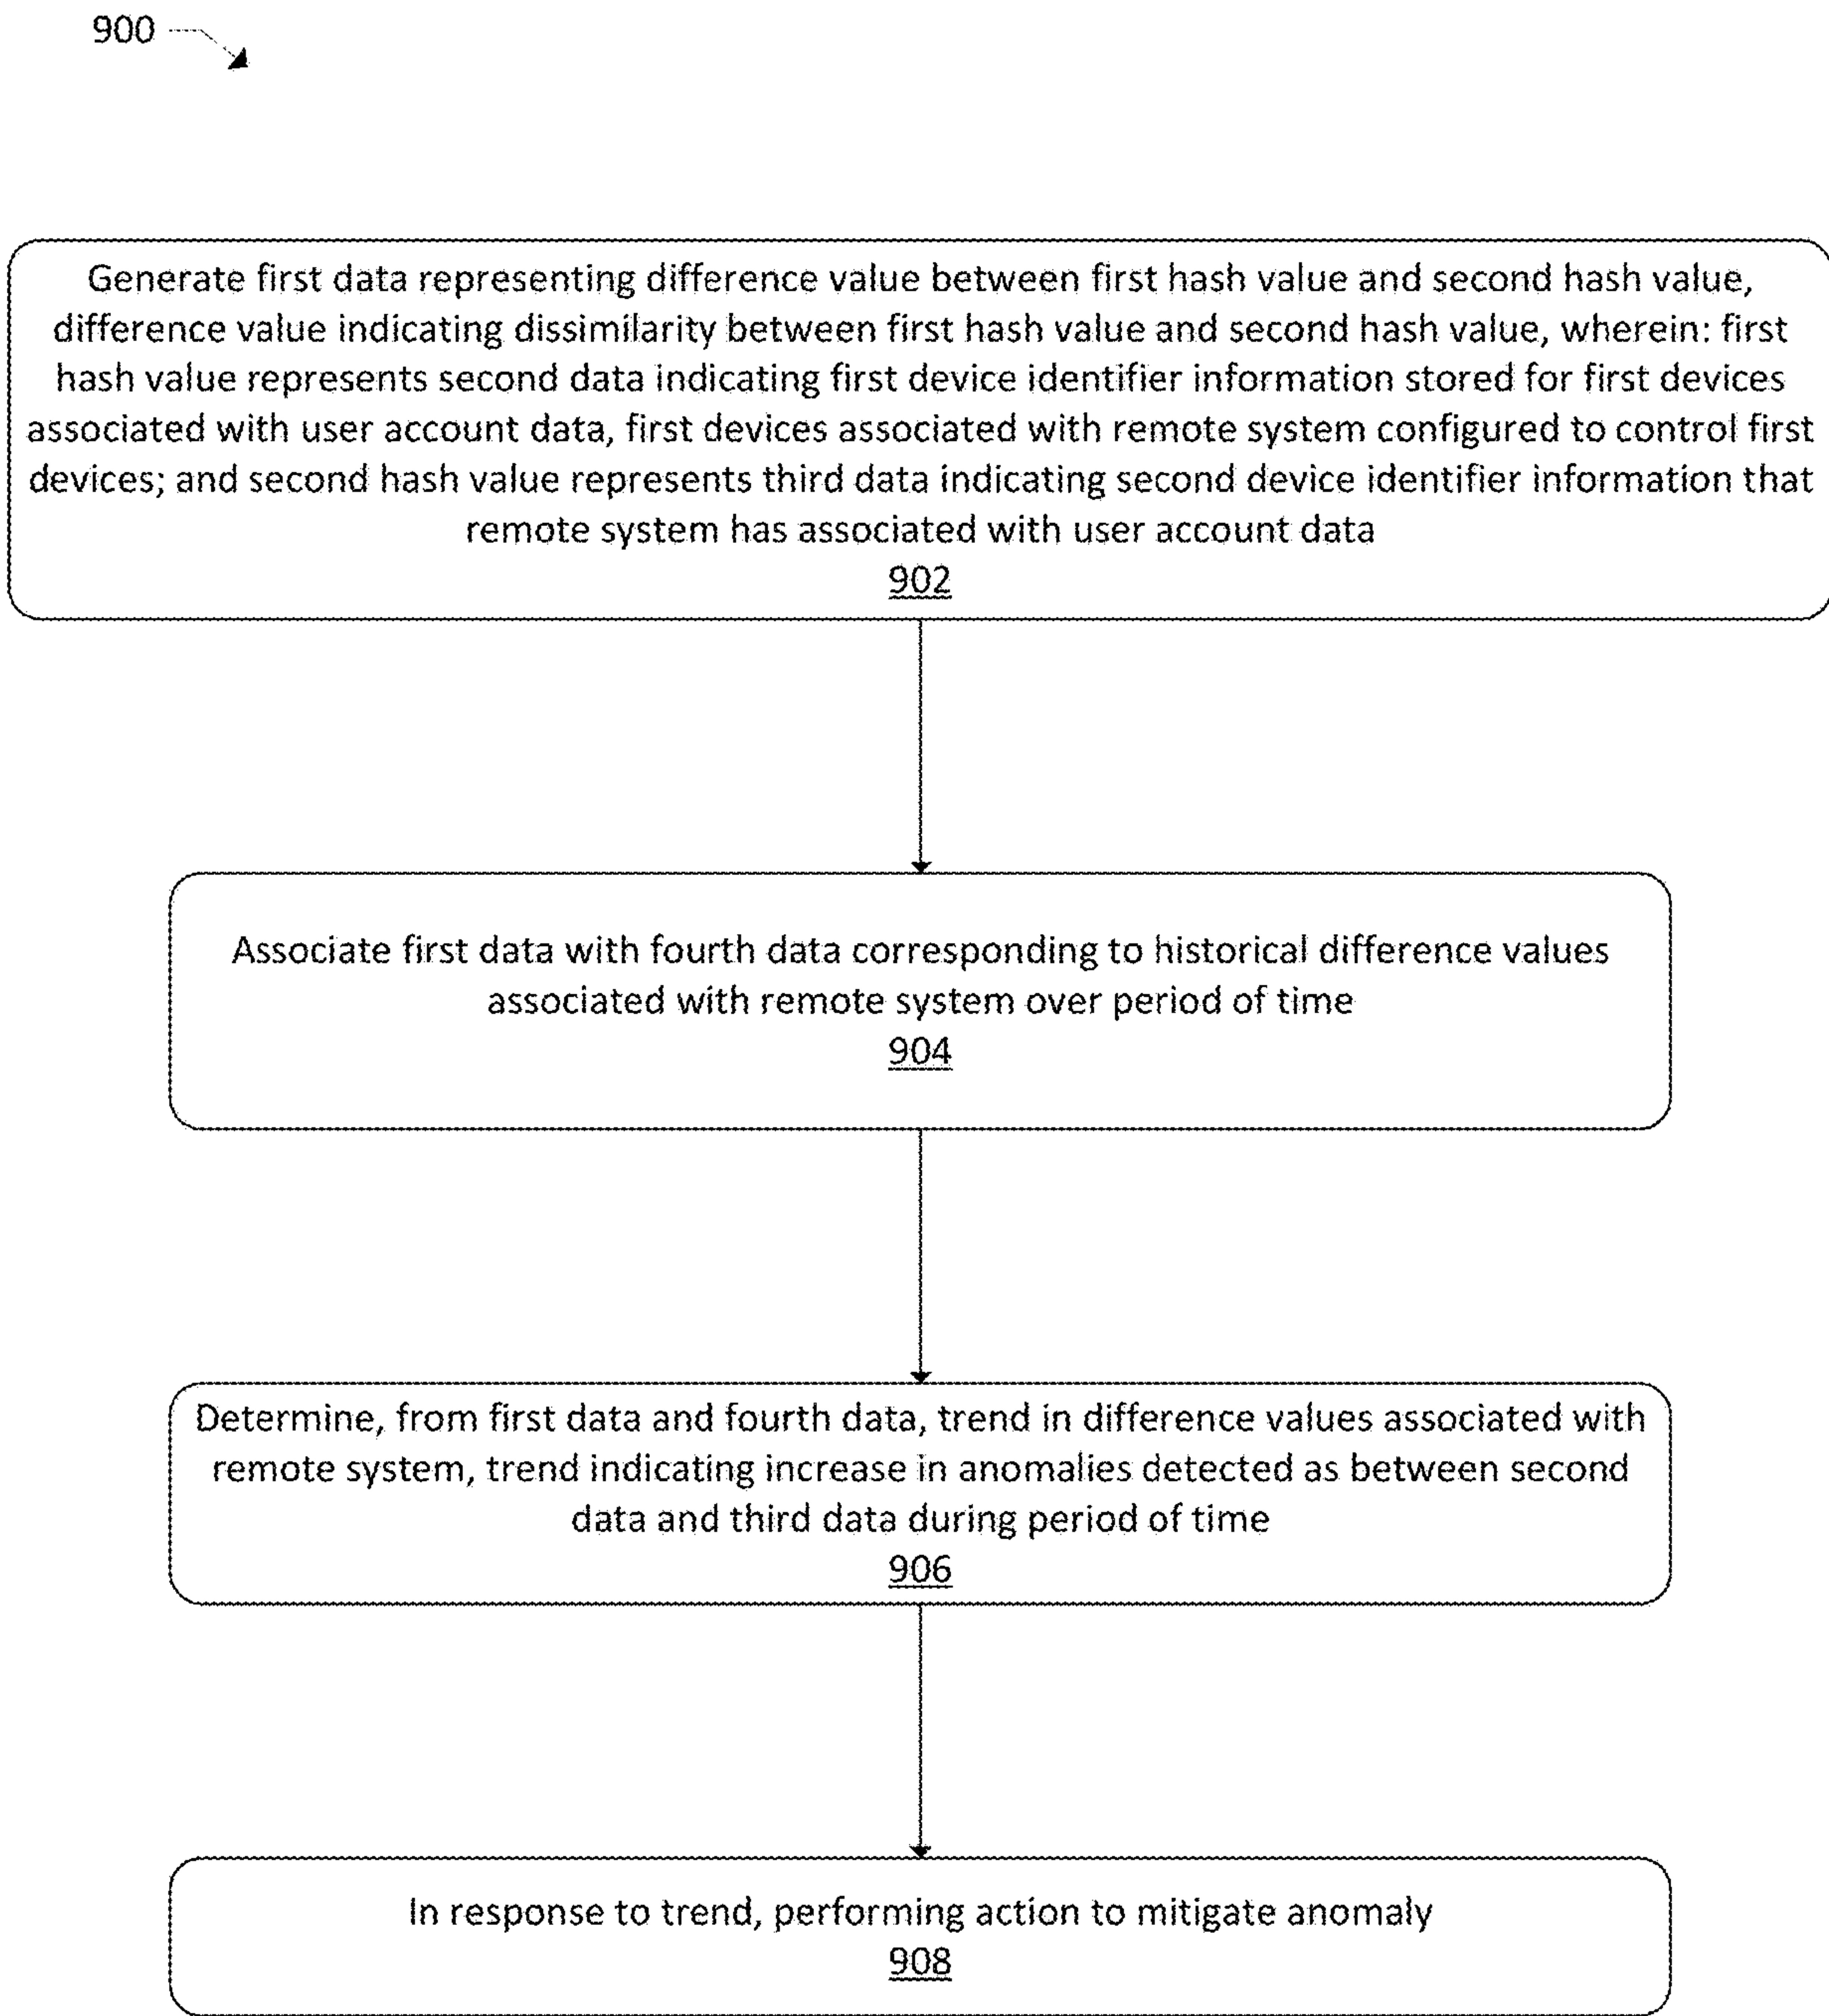 900
Generate first data representing difference value between first hash value and second hash value,
difference value indicating dissimilarity between first hash value and second hash value, wherein: first
hash value represents second data indicating first device identifier information stored for first devices
associated with user account data, first devices associated with remote system configured to control first
devices; and second hash value represents third data indicating second device identifier information that
remote system has associated with user account data
902
Associate first data with fourth data corresponding to historical difference values
associated with remote system over period of time
904
Determine, from first data and fourth data, trend in difference values associated with
remote system, trend indicating increase in anomalies detected as between second
data and third data during period of time
906
In response to trend, performing action to mitigate anomaly
908